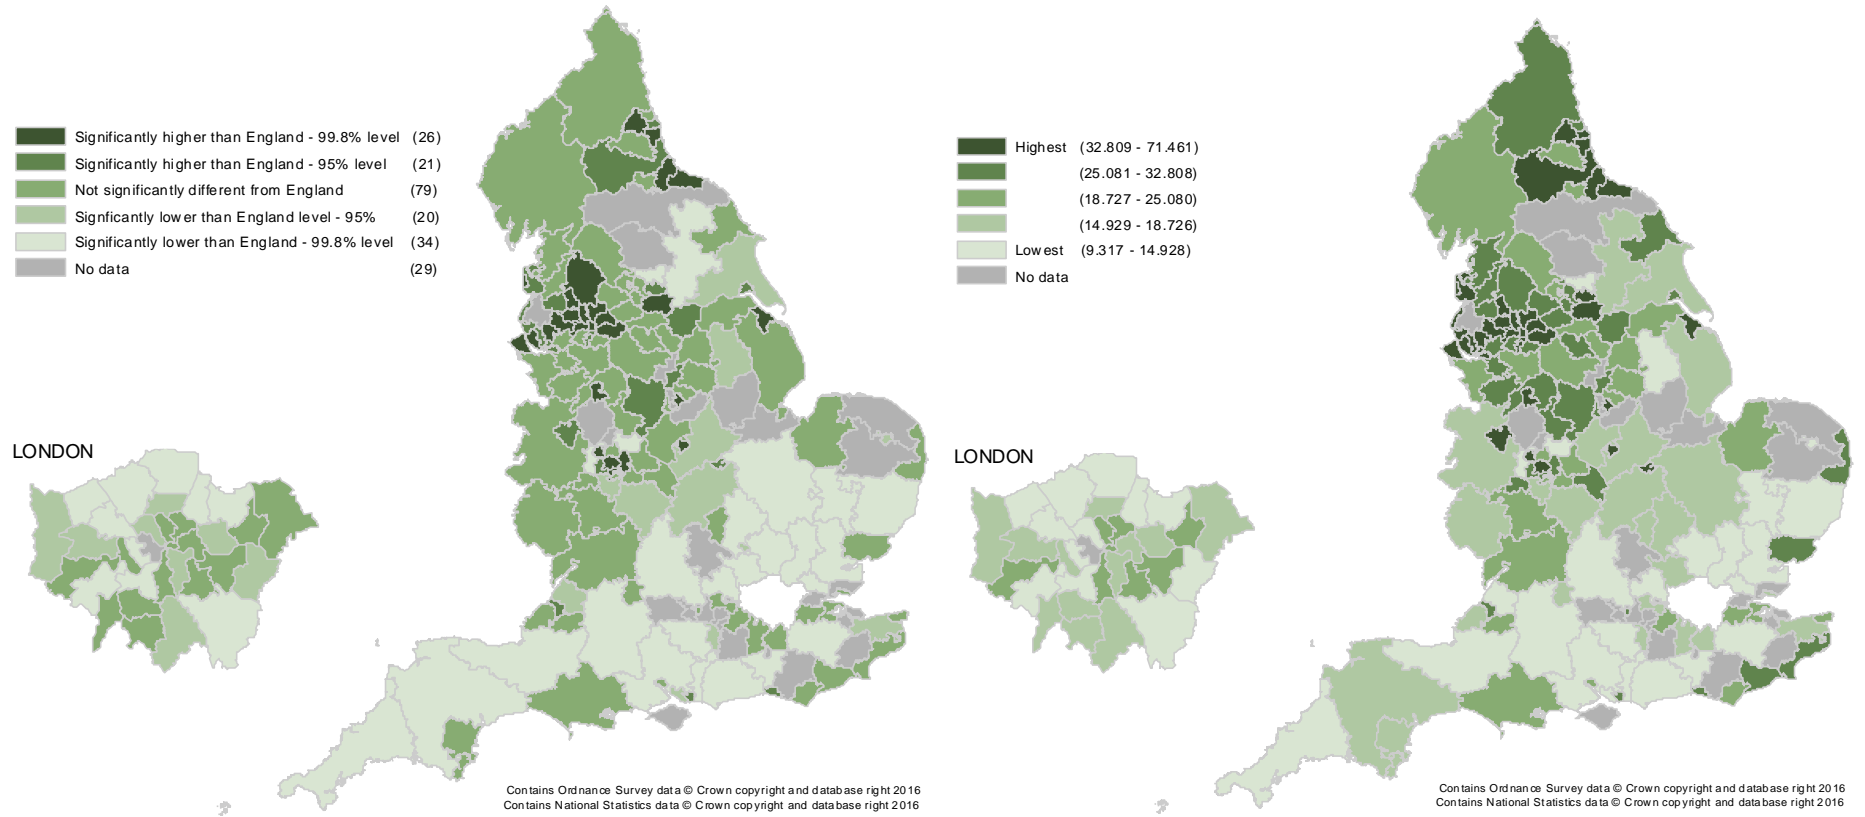 Significantly higher than England - 99.8% level (26)
Significantly higher than England - 95% level (21)
Not significantly different from England (79)
Signficantly lower than England level - 95% (20)
Significantly lower than England - 99.8% level (34)
No data (29)
LONDON
Contains Ordnance Survey data © Crown copyright and database right 2016
Contains National Statistics data © Crown copyright and database right 2016
Highest (32.809 - 71.461)
(25.081 - 32.808)
(18.727 - 25.080)
(14.929 - 18.726)
Lowest (9.317 - 14.928)
No data
LONDON
Contains Ordnance Survey data © Crown copyright and database right 2016
Contains National Statistics data © Crown copyright and database right 2016